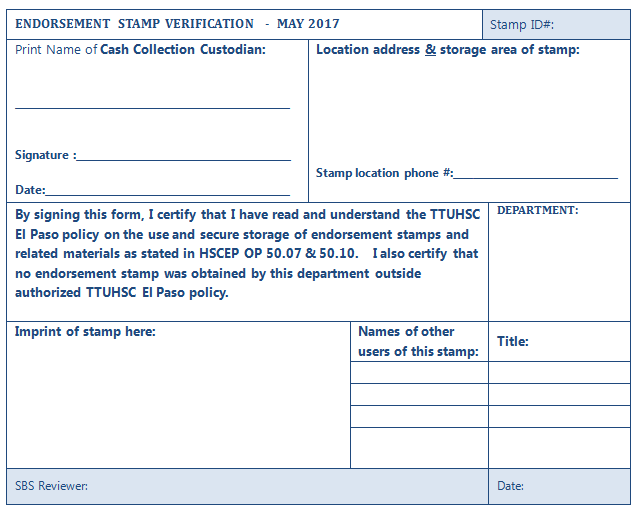 ENDORSEMENT STAMP VERIFICATION - MAY 2017
Stamp ID#:
Print Name of Cash Collection Custodian:
Signature :
Date:
Location address & storage area of stamp:
Stamp location phone #:
By signing this form, I certify that I have read and understand the TTUHSC
El Paso policy on the use and secure storage of endorsement stamps and
related materials as stated in HSCEP OP 50.07 & 50.10. I also certify that
no endorsement stamp was obtained by this department outside
authorized TTUHSC El Paso policy.
DEPARTMENT:
Imprint of stamp here:
Names of other
users of this stamp:
Title:
SBS Reviewer:
Date: